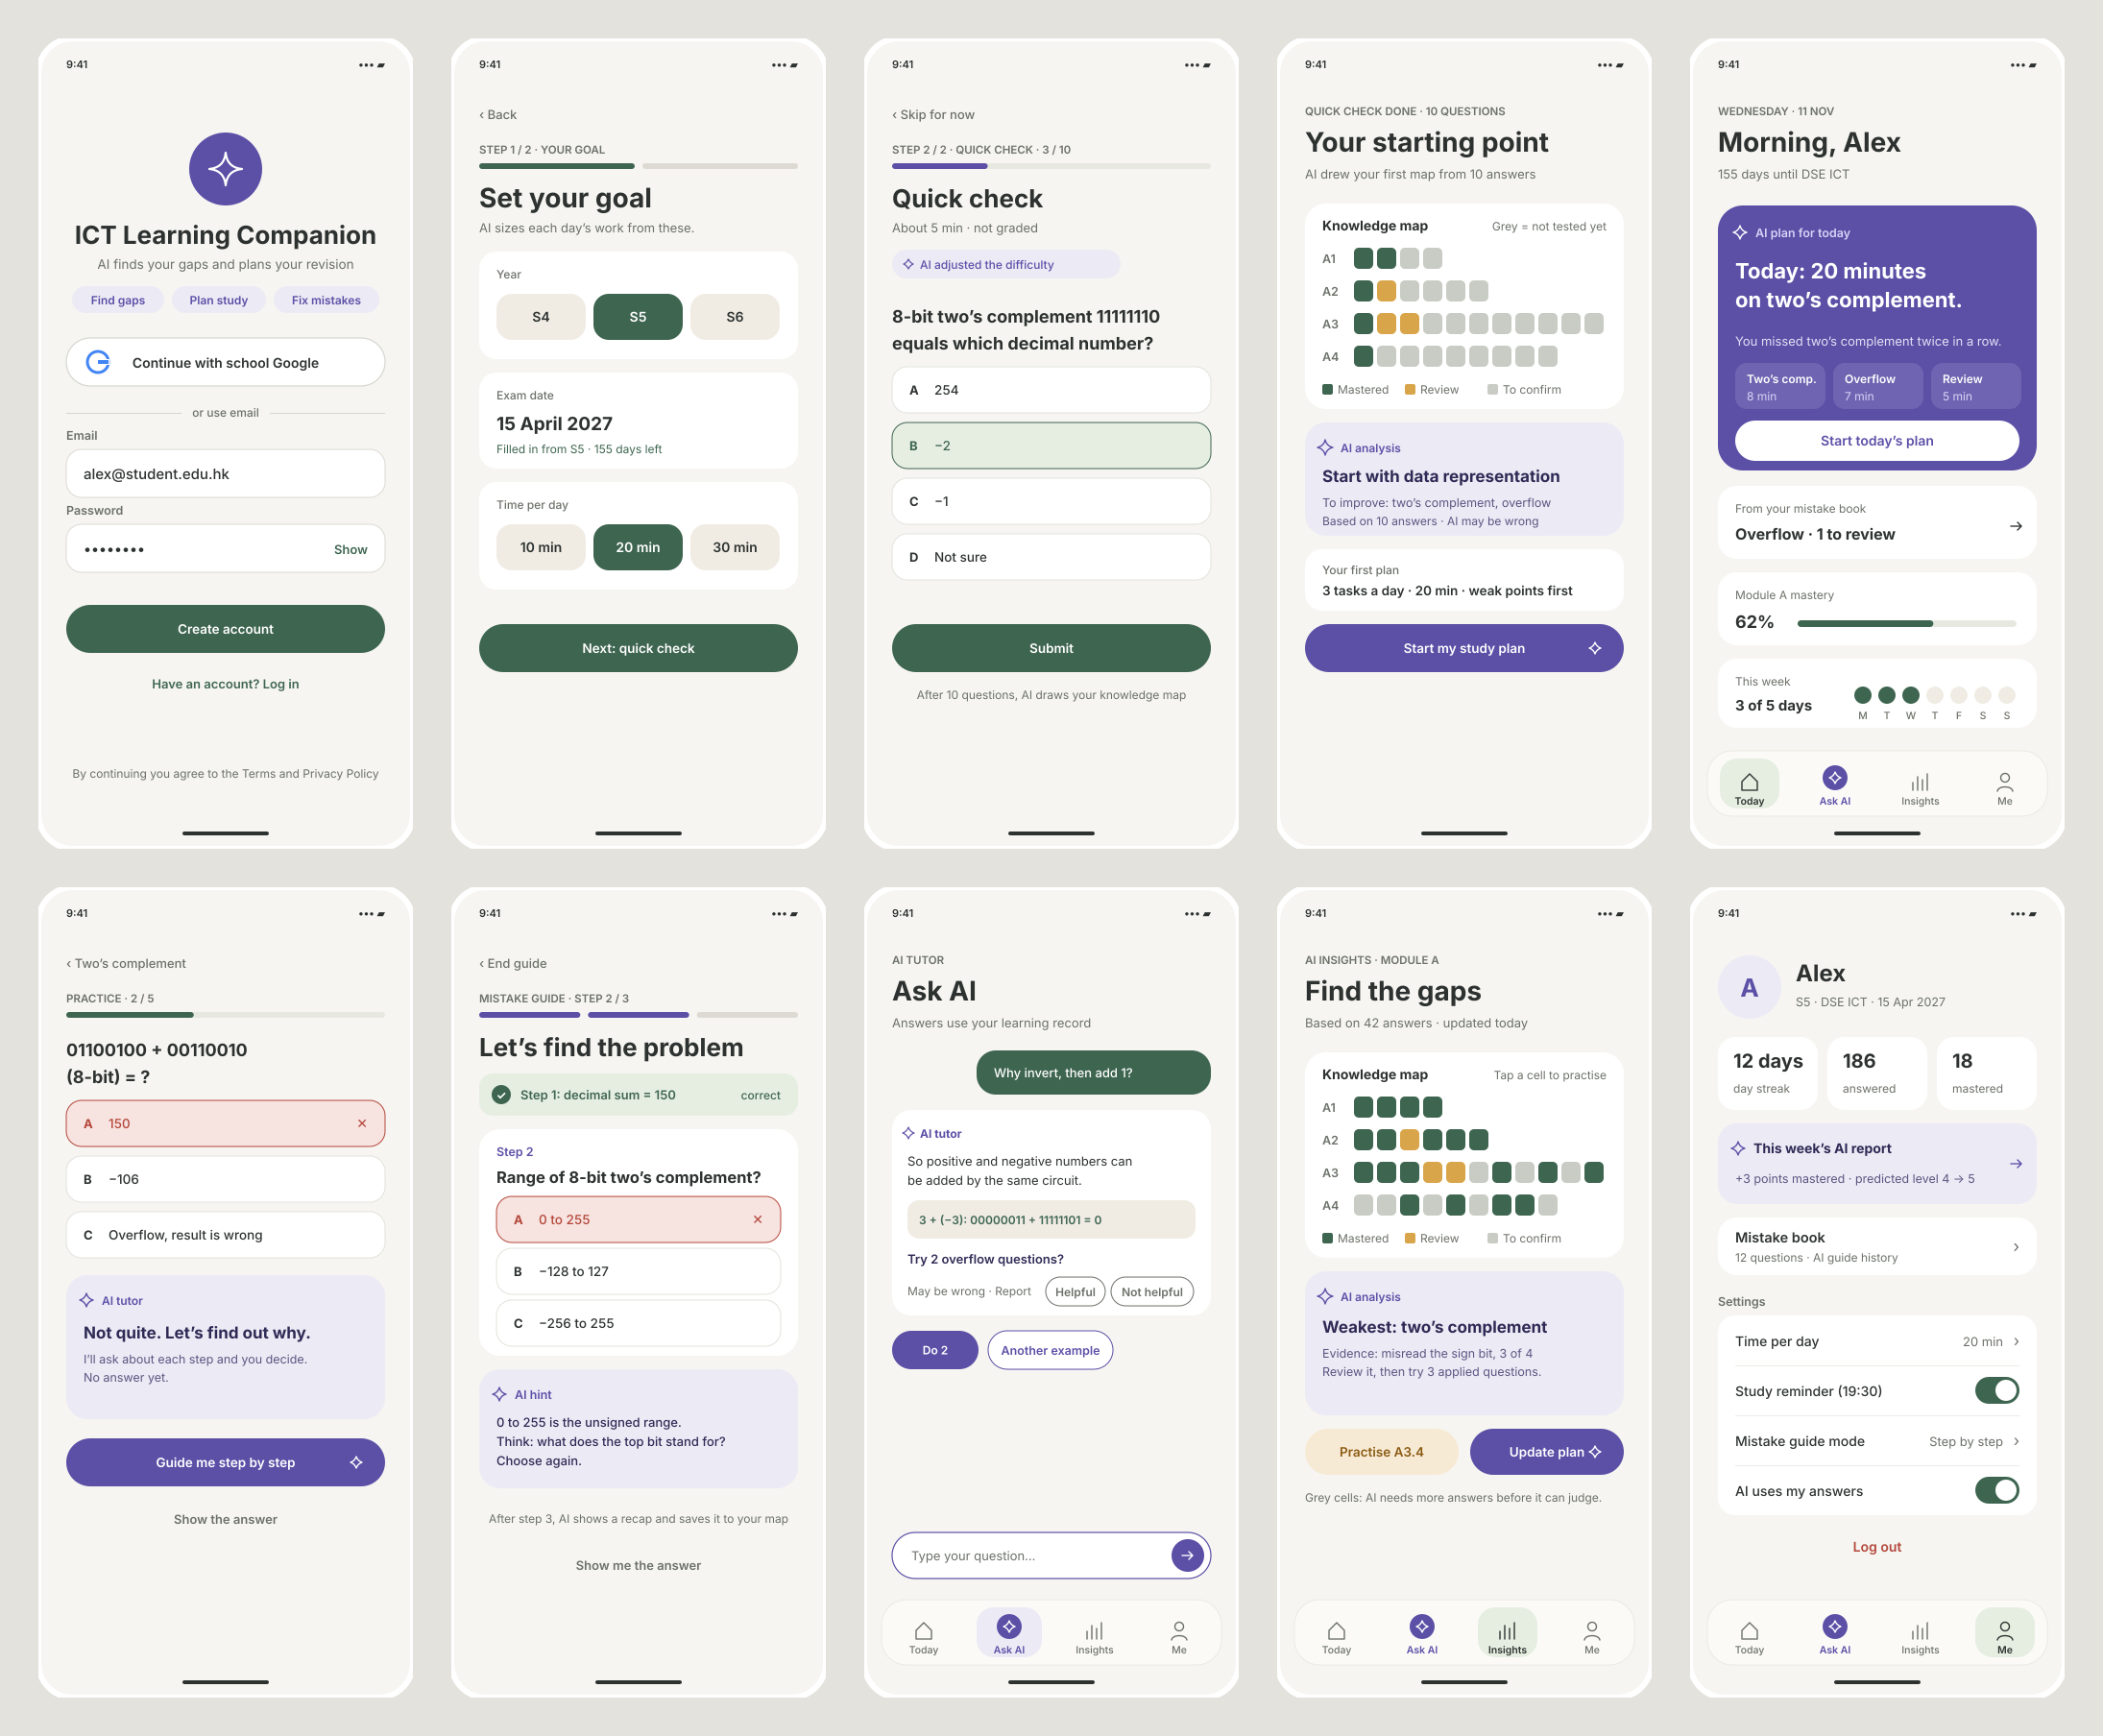 9:41
ICT Learning Companion
AI finds your gaps and plans your revision
Find gaps
Plan study
Fix mistakes
Continue with school Google
or use email
Email
alex@student.edu.hk
Password
••••••••
Show
Create account
Have an account? Log in
By continuing you agree to the Terms and Privacy Policy
9:41
‹ Back
STEP 1 / 2 · YOUR GOAL
Set your goal
AI sizes each day’s work from these.
Year
S4
S5
S6
Exam date
15 April 2027
Filled in from S5 · 155 days left
Time per day
10 min
20 min
30 min
Next: quick check
9:41
‹ Skip for now
STEP 2 / 2 · QUICK CHECK · 3 / 10
Quick check
About 5 min · not graded
AI adjusted the difficulty
8-bit two’s complement 11111110
equals which decimal number?
A 254
B −2
C −1
D Not sure
Submit
After 10 questions, AI draws your knowledge map
9:41
QUICK CHECK DONE · 10 QUESTIONS
Your starting point
AI drew your first map from 10 answers
Knowledge map
Grey = not tested yet
A1
A2
A3
A4
Mastered
Review
To confirm
AI analysis
Start with data representation
To improve: two’s complement, overflow
Based on 10 answers · AI may be wrong
Your first plan
3 tasks a day · 20 min · weak points first
Start my study plan
9:41
WEDNESDAY · 11 NOV
Morning, Alex
155 days until DSE ICT
AI plan for today
Today: 20 minutes
on two’s complement.
You missed two’s complement twice in a row.
Two’s comp.
8 min
Overflow
7 min
Review
5 min
Start today’s plan
From your mistake book
Overflow · 1 to review
→
Module A mastery
62%
This week
3 of 5 days
M T W T F S S
Today
Ask AI
Insights
Me
9:41
‹ Two’s complement
PRACTICE · 2 / 5
01100100 + 00110010
(8-bit) = ?
A 150 ×
B −106
C Overflow, result is wrong
AI tutor
Not quite. Let’s find out why.
I’ll ask about each step and you decide.
No answer yet.
Guide me step by step
Show the answer
9:41
‹ End guide
MISTAKE GUIDE · STEP 2 / 3
Let’s find the problem
Step 1: decimal sum = 150
correct
Step 2
Range of 8-bit two’s complement?
A 0 to 255 ×
B −128 to 127
C −256 to 255
AI hint
0 to 255 is the unsigned range.
Think: what does the top bit stand for?
Choose again.
After step 3, AI shows a recap and saves it to your map
Show me the answer
9:41
AI TUTOR
Ask AI
Answers use your learning record
Why invert, then add 1?
AI tutor
So positive and negative numbers can
be added by the same circuit.
3 + (−3): 00000011 + 11111101 = 0
Try 2 overflow questions?
May be wrong · Report
Helpful
Not helpful
Do 2
Another example
Type your question…
→
Today
Ask AI
Insights
Me
9:41
AI INSIGHTS · MODULE A
Find the gaps
Based on 42 answers · updated today
Knowledge map
Tap a cell to practise
A1
A2
A3
A4
Mastered
Review
To confirm
AI analysis
Weakest: two’s complement
Evidence: misread the sign bit, 3 of 4
Review it, then try 3 applied questions.
Practise A3.4
Update plan
Grey cells: AI needs more answers before it can judge.
Today
Ask AI
Insights
Me
9:41
A
Alex
S5 · DSE ICT · 15 Apr 2027
12 days
day streak
186
answered
18
mastered
This week’s AI report
+3 points mastered · predicted level 4 → 5
→
Mistake book
12 questions · AI guide history
›
Settings
Time per day
20 min ›
Study reminder (19:30)
Mistake guide mode
Step by step ›
AI uses my answers
Log out
Today
Ask AI
Insights
Me